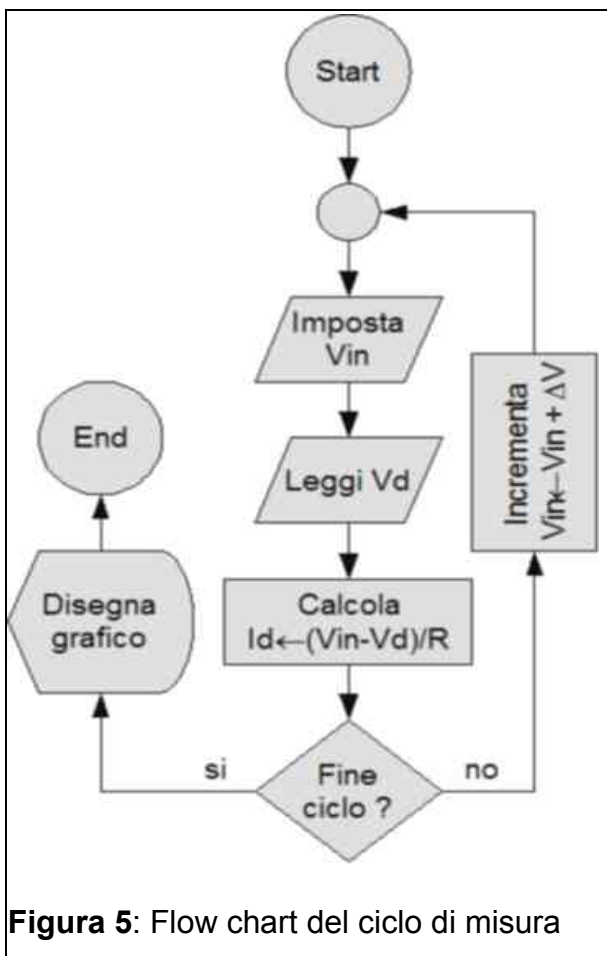 Start
Imposta
Vin
Leggi Vd
Calcola
Id←(Vin-Vd)/R
Fine
ciclo ?
si
no
Incrementa
Vin←Vin + ΔV
Disegna
grafico
End
Figura 5: Flow chart del ciclo di misura